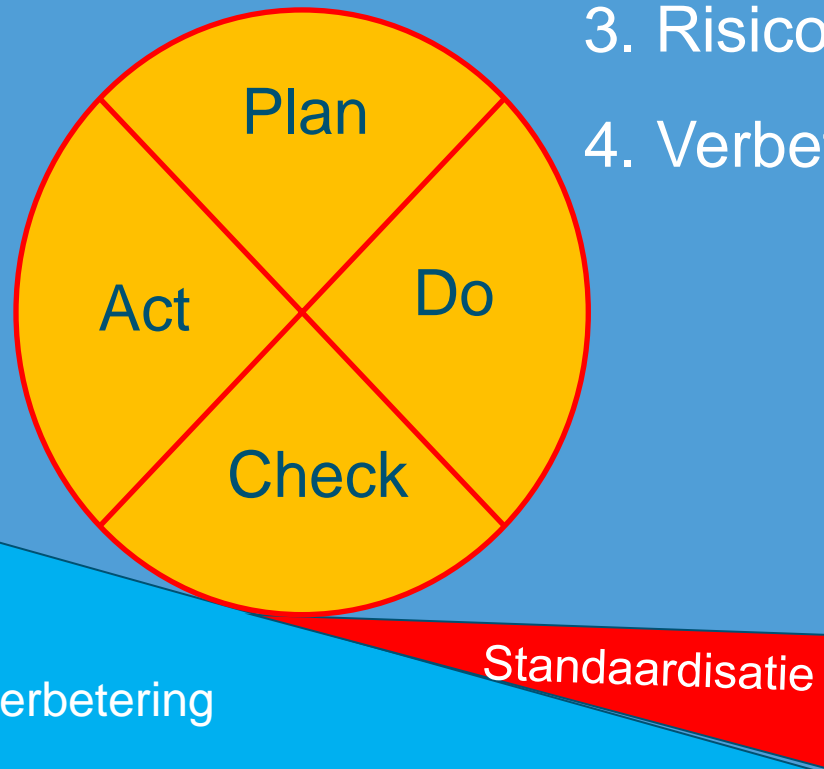 3. Risico
4. Verbe
Plan
Do
Act
Check
Standaardisatie
erbetering